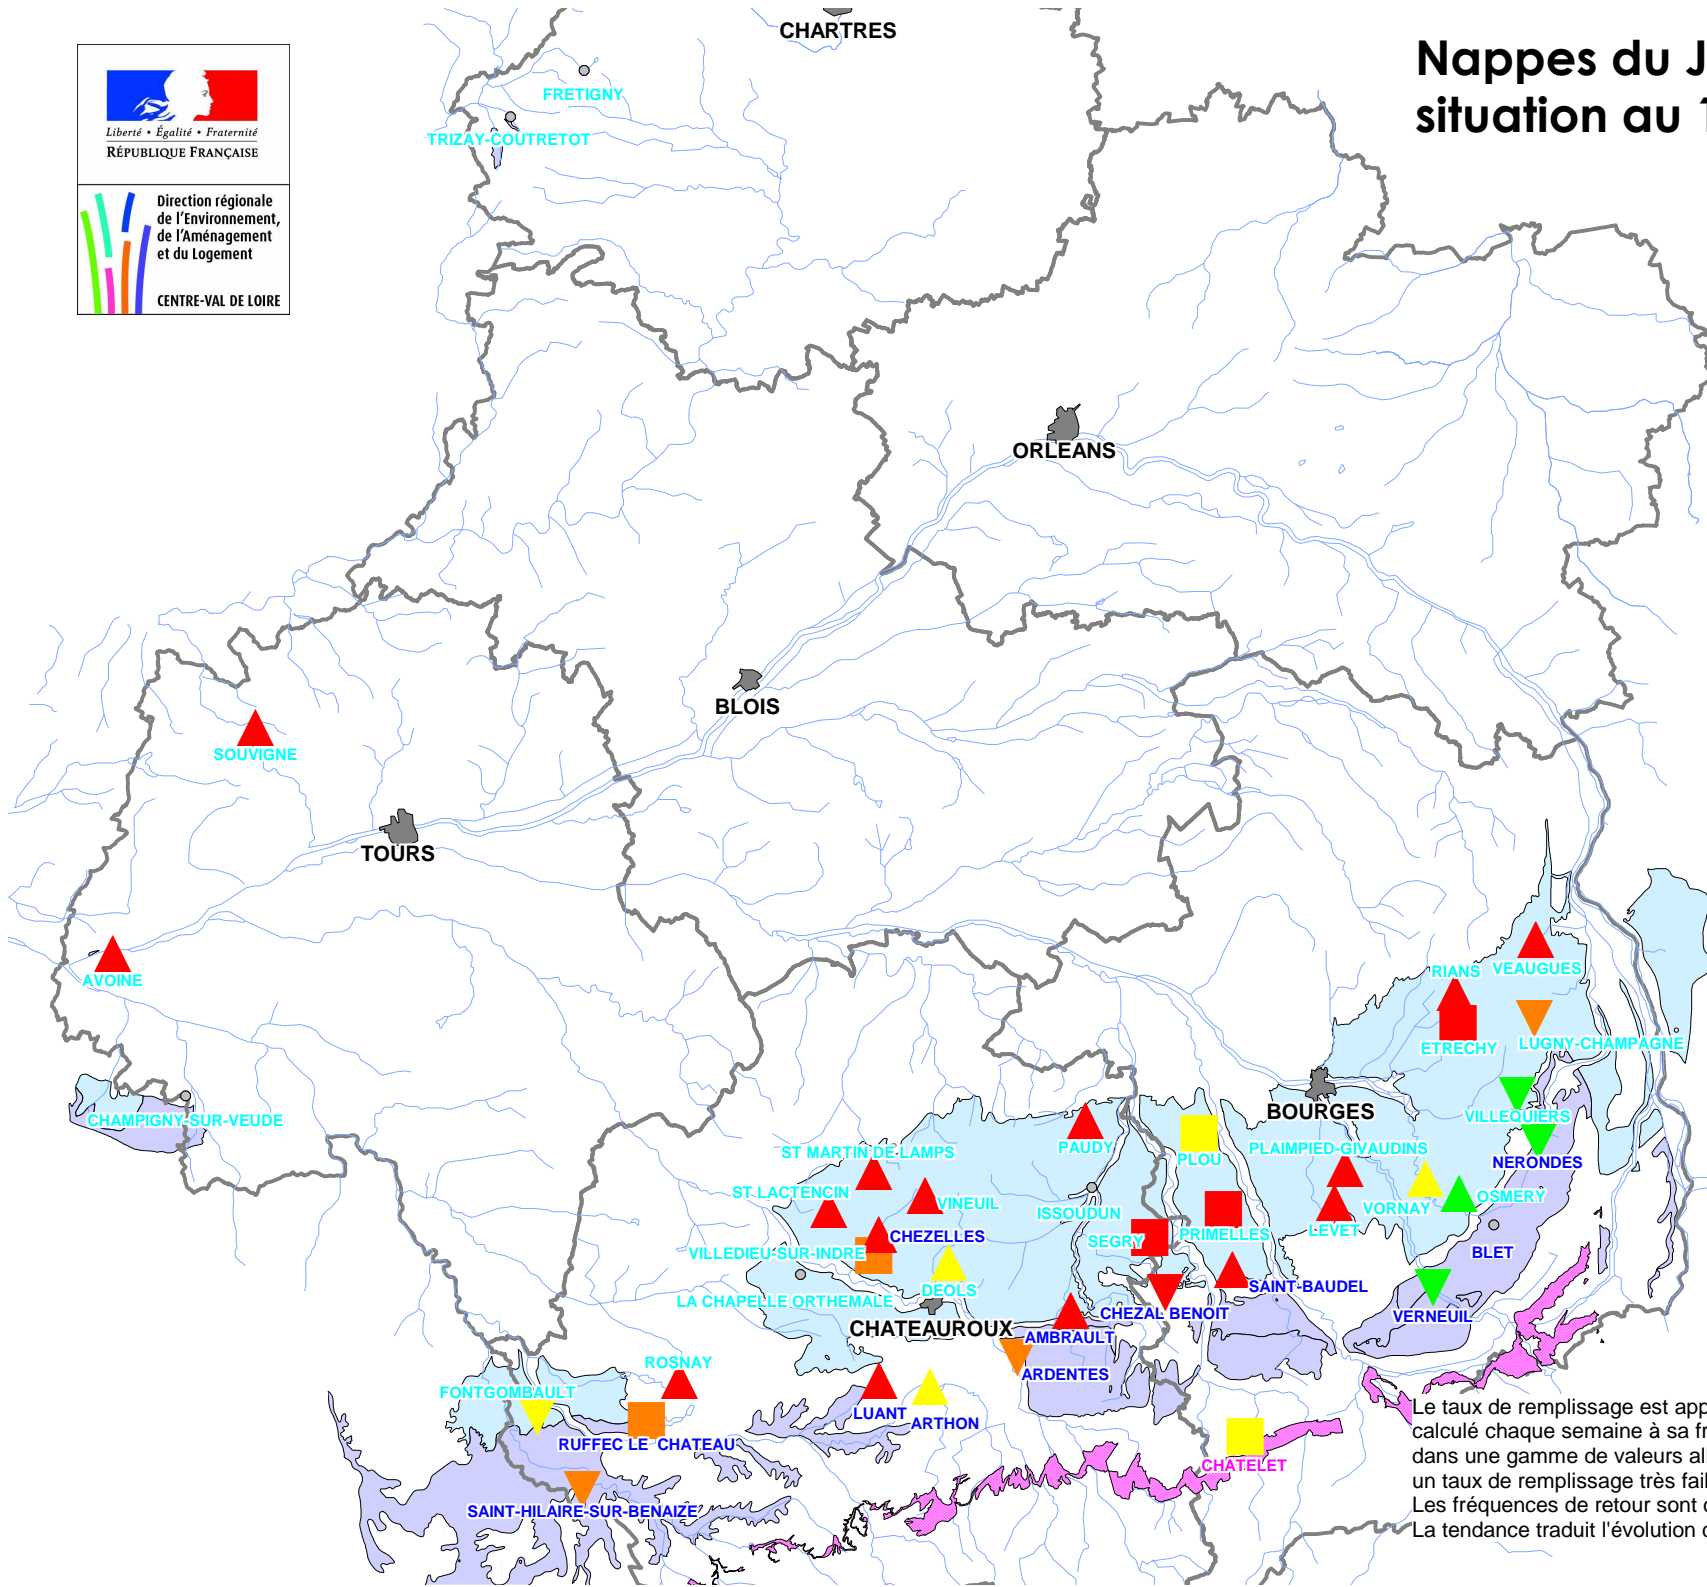 CHARTRES
Nappes du J
situation au 1
Liberté • Égalité • Fraternité
RÉPUBLIQUE FRANÇAISE
Direction régionale
de l'Environnement,
de l'Aménagement
et du Logement
CENTRE-VAL DE LOIRE
FRETIGNY
TRIZAY-COUTRETOT
ORLEANS
BLOIS
SOUVIGNE
TOURS
AVOINE
RIANS
VEAUGUES
ETRECHY
LUGNY-CHAMPAGNE
CHAMPIGNY-SUR-VEUDE
BOURGES
VILLEQUIERS
ST MARTIN DE LAMPS
PAUDY
PLOU
PLAIMPIED-GIVAUDINS
NERONDES
ST LACTENCIN
VINEUIL
ISSOUDUN
VORNAY
OSMERY
CHEZELLES
SEGRY
PRIMELLES
LEVET
VILLEDIEU-SUR-INDRE
BLET
DEOLS
SAINT-BAUDEL
LA CHAPELLE ORTHEMALE
CHEZAL BENOIT
VERNEUIL
CHATEAUROUX
AMBRAULT
ROSNAY
ARDENTES
FONTGOMBAULT
LUANT
ARTHON
RUFFEC LE CHATEAU
CHATELET
SAINT-HILAIRE-SUR-BENAIZE
Le taux de remplissage est app
calculé chaque semaine à sa fr
dans une gamme de valeurs all
un taux de remplissage très fail
Les fréquences de retour sont
La tendance traduit l'évolution